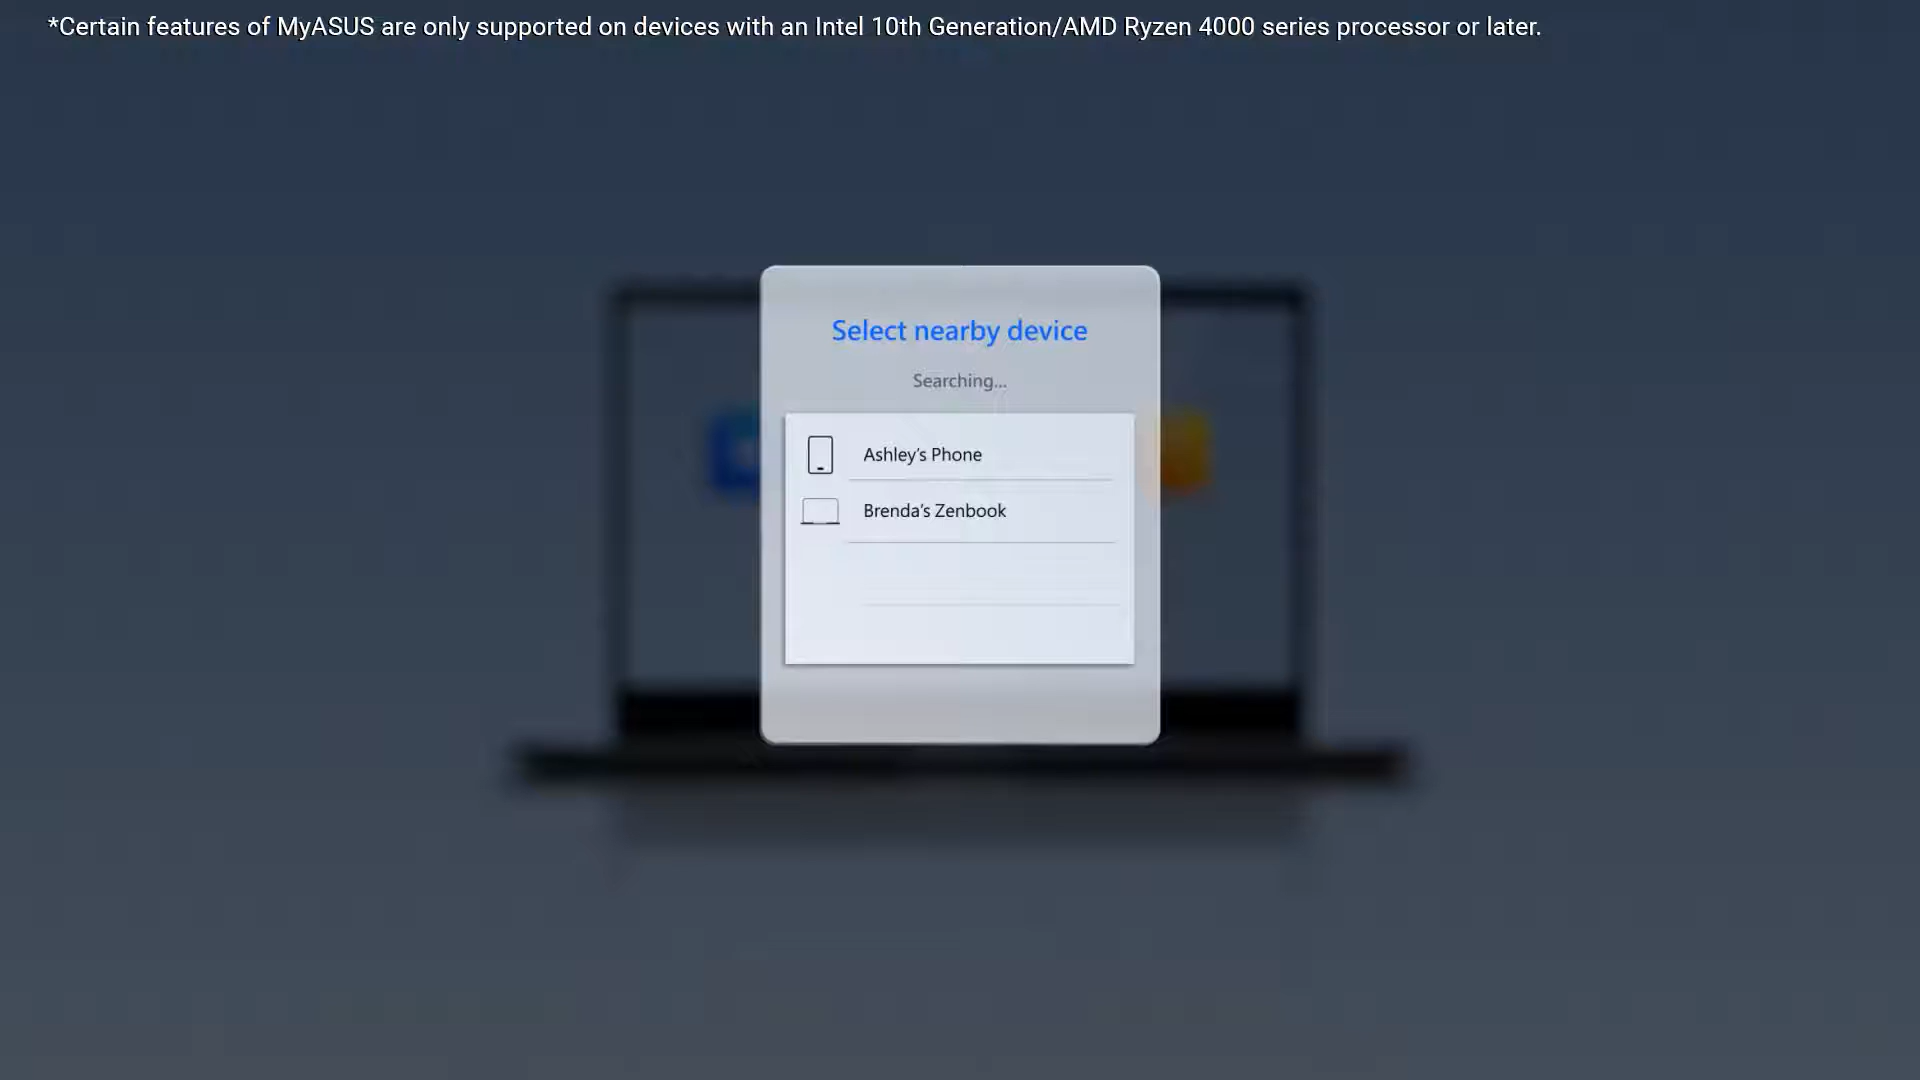 *Certain features of MyASUS are only supported on devices with an Intel 10th Generation/AMD Ryzen 4000 series processor or later.
Select nearby device
Searching...
Ashley's Phone
Brenda's Zenbook